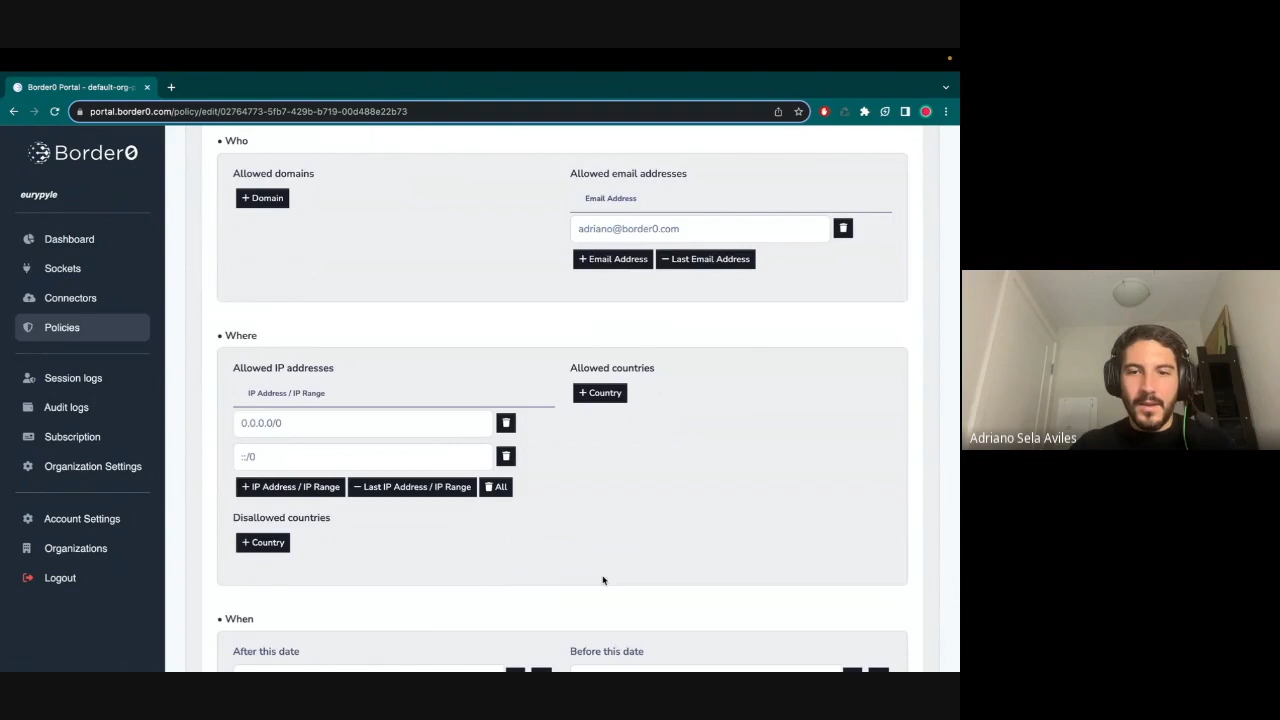 Border0 Portal - default-org-
portal.border0.com/policy/edit/02764773-5fb7-429b-b719-00d488e22b73
Border0
eurypyle
Dashboard
Sockets
Connectors
Policies
Session logs
Audit logs
Subscription
Organization Settings
Account Settings
Organizations
Logout
• Who
Allowed domains
+ Domain
Allowed email addresses
Email Address
adriano@border0.com
+ Email Address
− Last Email Address
• Where
Allowed IP addresses
IP Address / IP Range
0.0.0.0/0
::/0
+ IP Address / IP Range
− Last IP Address / IP Range
All
Allowed countries
+ Country
Disallowed countries
+ Country
• When
After this date
Before this date
Adriano Sela Aviles